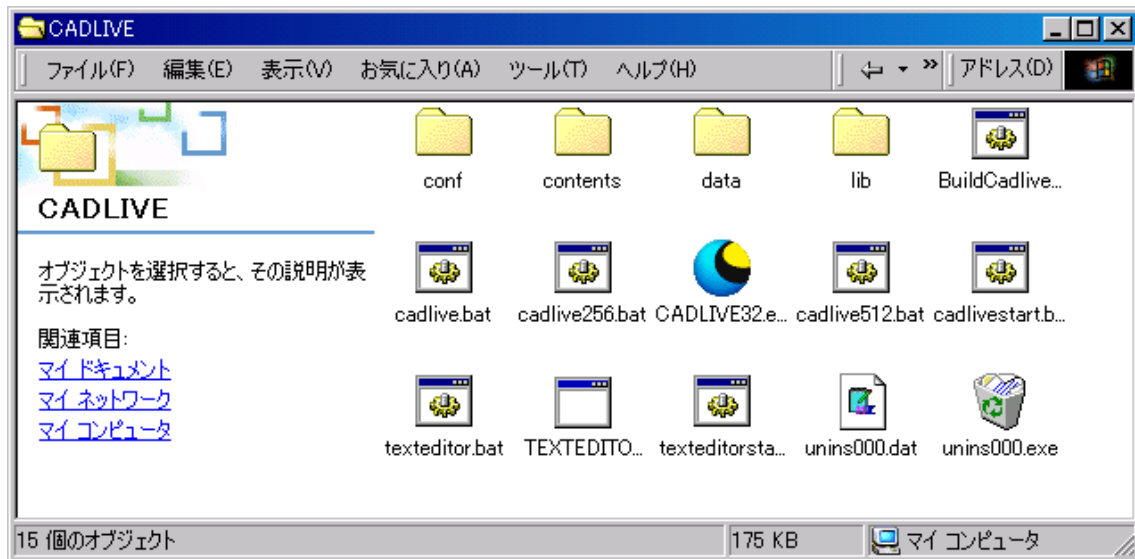 CADLIVE
ファイル(F) 編集(E) 表示(V) お気に入り(A) ツール(T) ヘルプ(H) » アドレス(D)
CADLIVE
オブジェクトを選択すると、その説明が表
示されます。
関連項目:
マイ ドキュメント
マイ ネットワーク
マイ コンピュータ
conf contents data lib BuildCadlive...
cadlive.bat cadlive256.bat CADLIVE32.e... cadlive512.bat cadlivestart.b...
texteditor.bat TEXTEDITO... texteditorsta... unins000.dat unins000.exe
15 個のオブジェクト 175 KB マイ コンピュータ